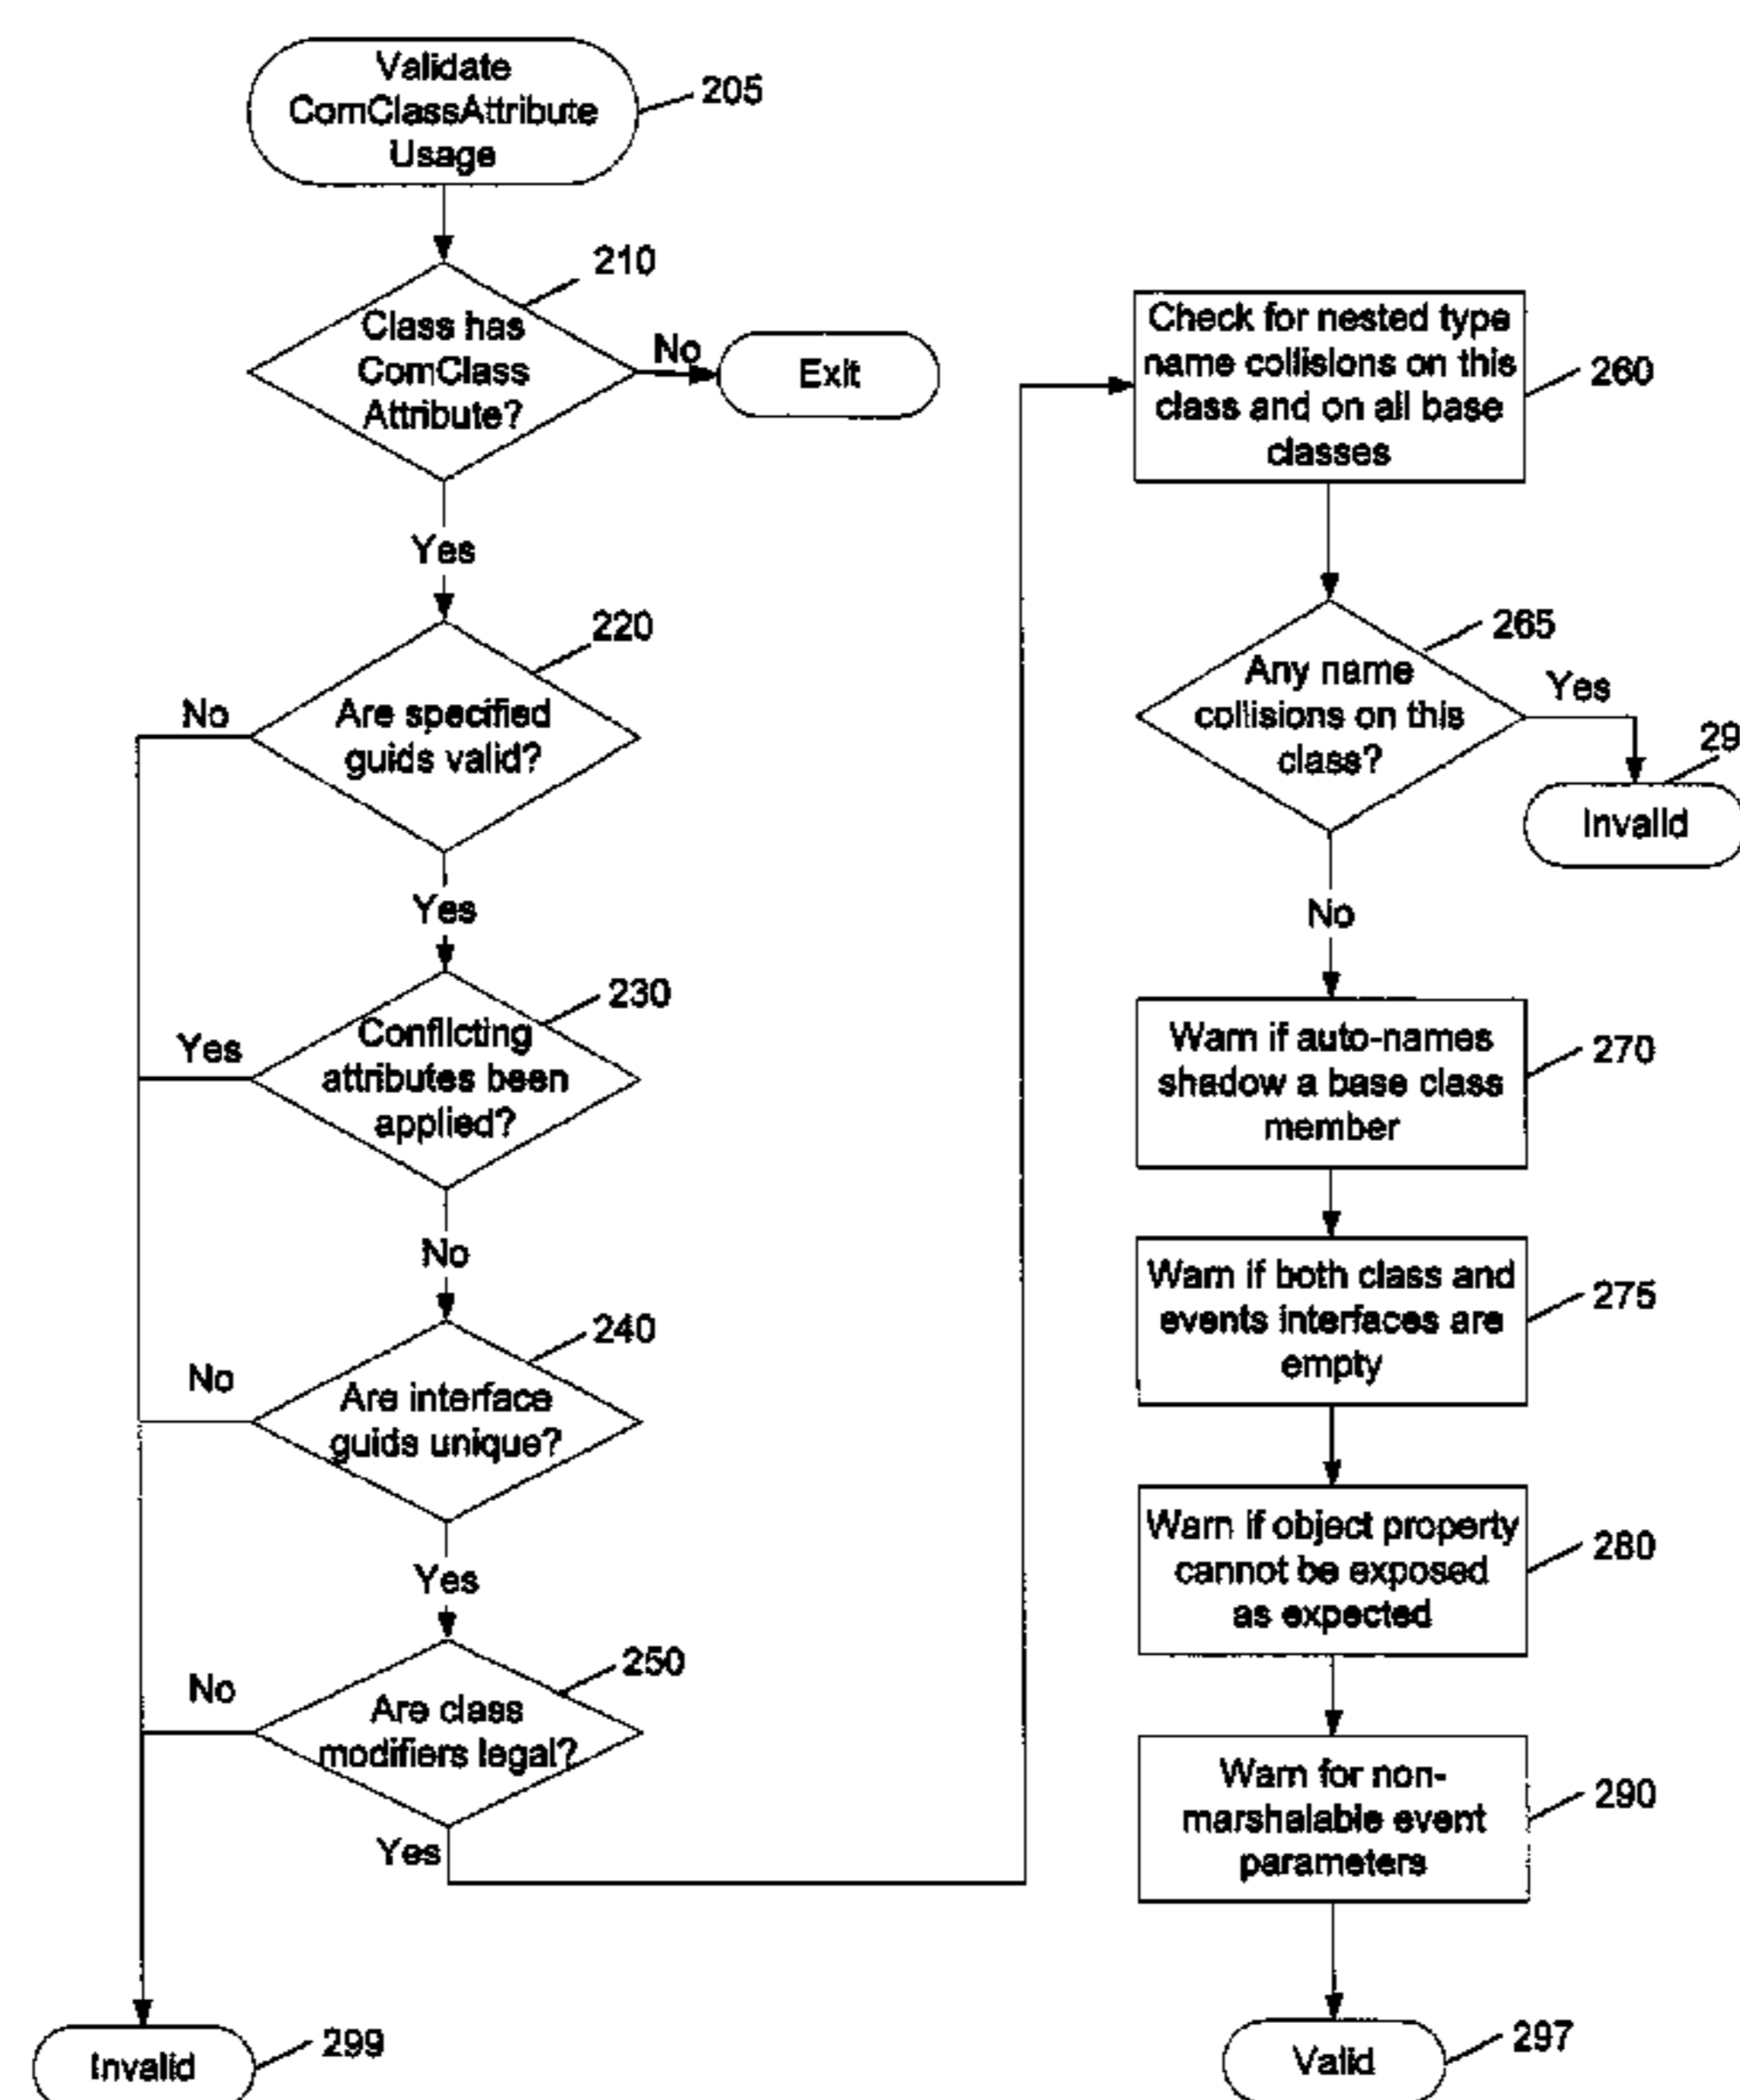 Validate
ComClassAttribute
Usage
205
210
Class has
ComClass
Attribute?
No
Exit
Yes
220
Are specified
guids valid?
No
Yes
230
Conflicting
attributes been
applied?
Yes
No
240
Are interface
guids unique?
No
Yes
250
Are class
modifiers legal?
No
Yes
Invalid
299
Check for nested type
name collisions on this
class and on all base
classes
260
265
Any name
collisions on this
class?
Yes
29
Invalid
No
Warn if auto-names
shadow a base class
member
270
Warn if both class and
events interfaces are
empty
275
Warn if object property
cannot be exposed
as expected
280
Warn for non-
marshalable event
parameters
290
Valid
297